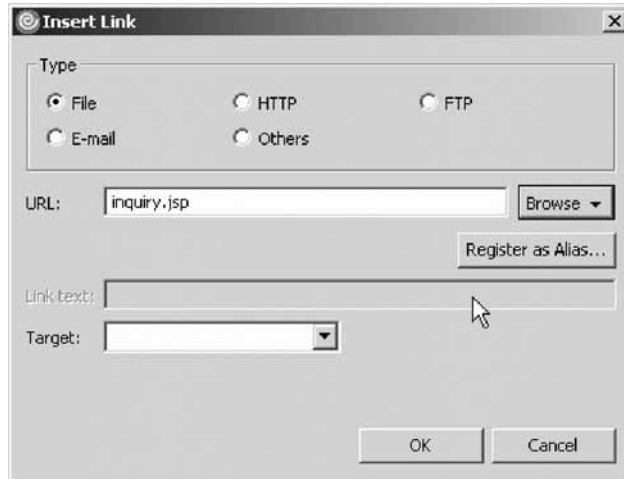 Insert Link
Type
File HTTP FTP
E-mail Others
URL: inquiry.jsp Browse
Register as Alias...
Link text:
Target:
OK Cancel